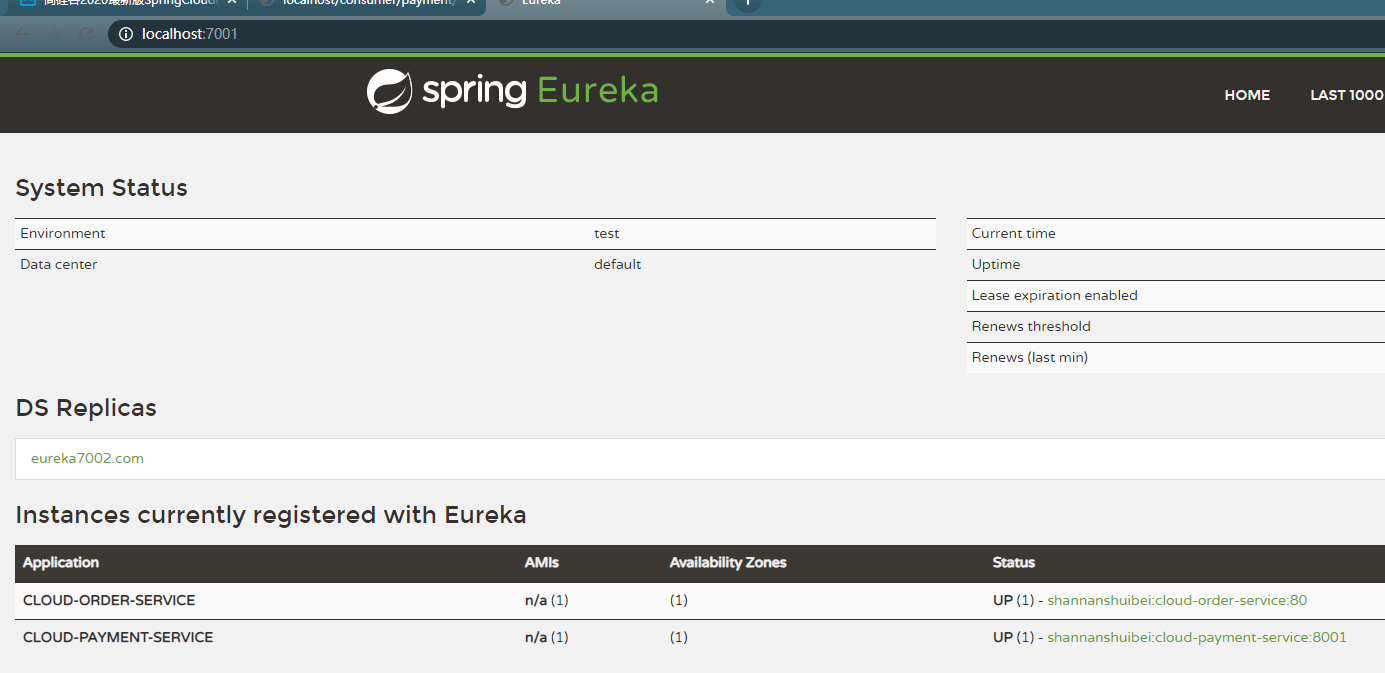 尚硅谷2020最新版SpringCloud
localhost/consumer/payment/
Eureka
localhost:7001
spring Eureka
HOME
LAST 1000
System Status
Environment test
Data center default
Current time
Uptime
Lease expiration enabled
Renews threshold
Renews (last min)
DS Replicas
eureka7002.com
Instances currently registered with Eureka
Application AMIs Availability Zones Status
CLOUD-ORDER-SERVICE n/a (1) (1) UP (1) - shannanshuibei:cloud-order-service:80
CLOUD-PAYMENT-SERVICE n/a (1) (1) UP (1) - shannanshuibei:cloud-payment-service:8001